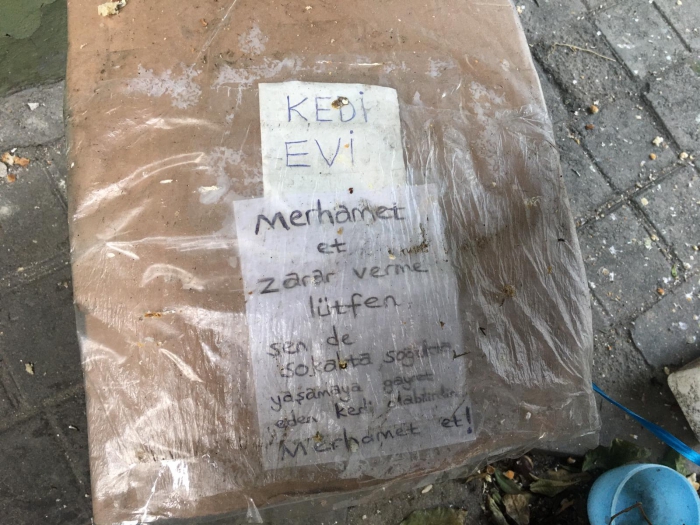 KEDİ
EVİ
Merhamet
et
zarar verme
lütfen
sen de
sokakta soğukta
yaşamaya gayret
eden kedi olabilirdin
Merhamet et!